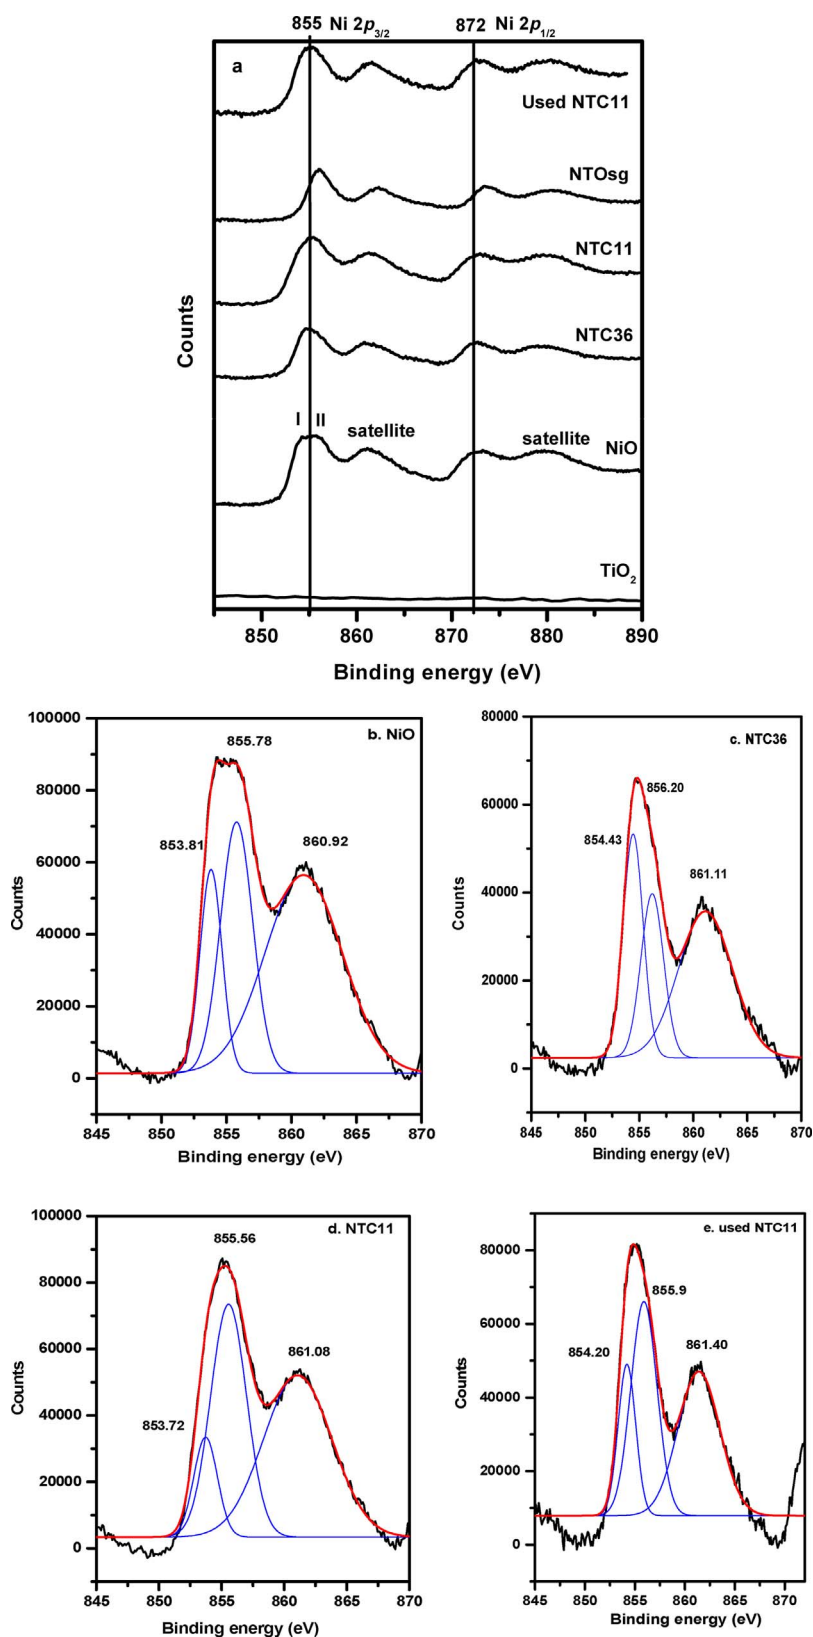 855 Ni 2p3/2 872 Ni 2p1/2
a
Used NTC11
NTOsg
NTC11
NTC36
I II satellite satellite NiO
TiO2
Counts
850 860 870 880 890
Binding energy (eV)
100000
80000
60000
40000
20000
0
b. NiO
855.78
853.81
860.92
Counts
845 850 855 860 865 870
Binding energy (eV)
80000
60000
40000
20000
0
c. NTC36
856.20
854.43
861.11
Counts
845 850 855 860 865 870
Binding energy (eV)
100000
80000
60000
40000
20000
0
d. NTC11
855.56
861.08
853.72
Counts
845 850 855 860 865 870
Binding energy (eV)
80000
60000
40000
20000
0
e. used NTC11
855.9
854.20
861.40
Counts
845 850 855 860 865 870
Binding energy (eV)